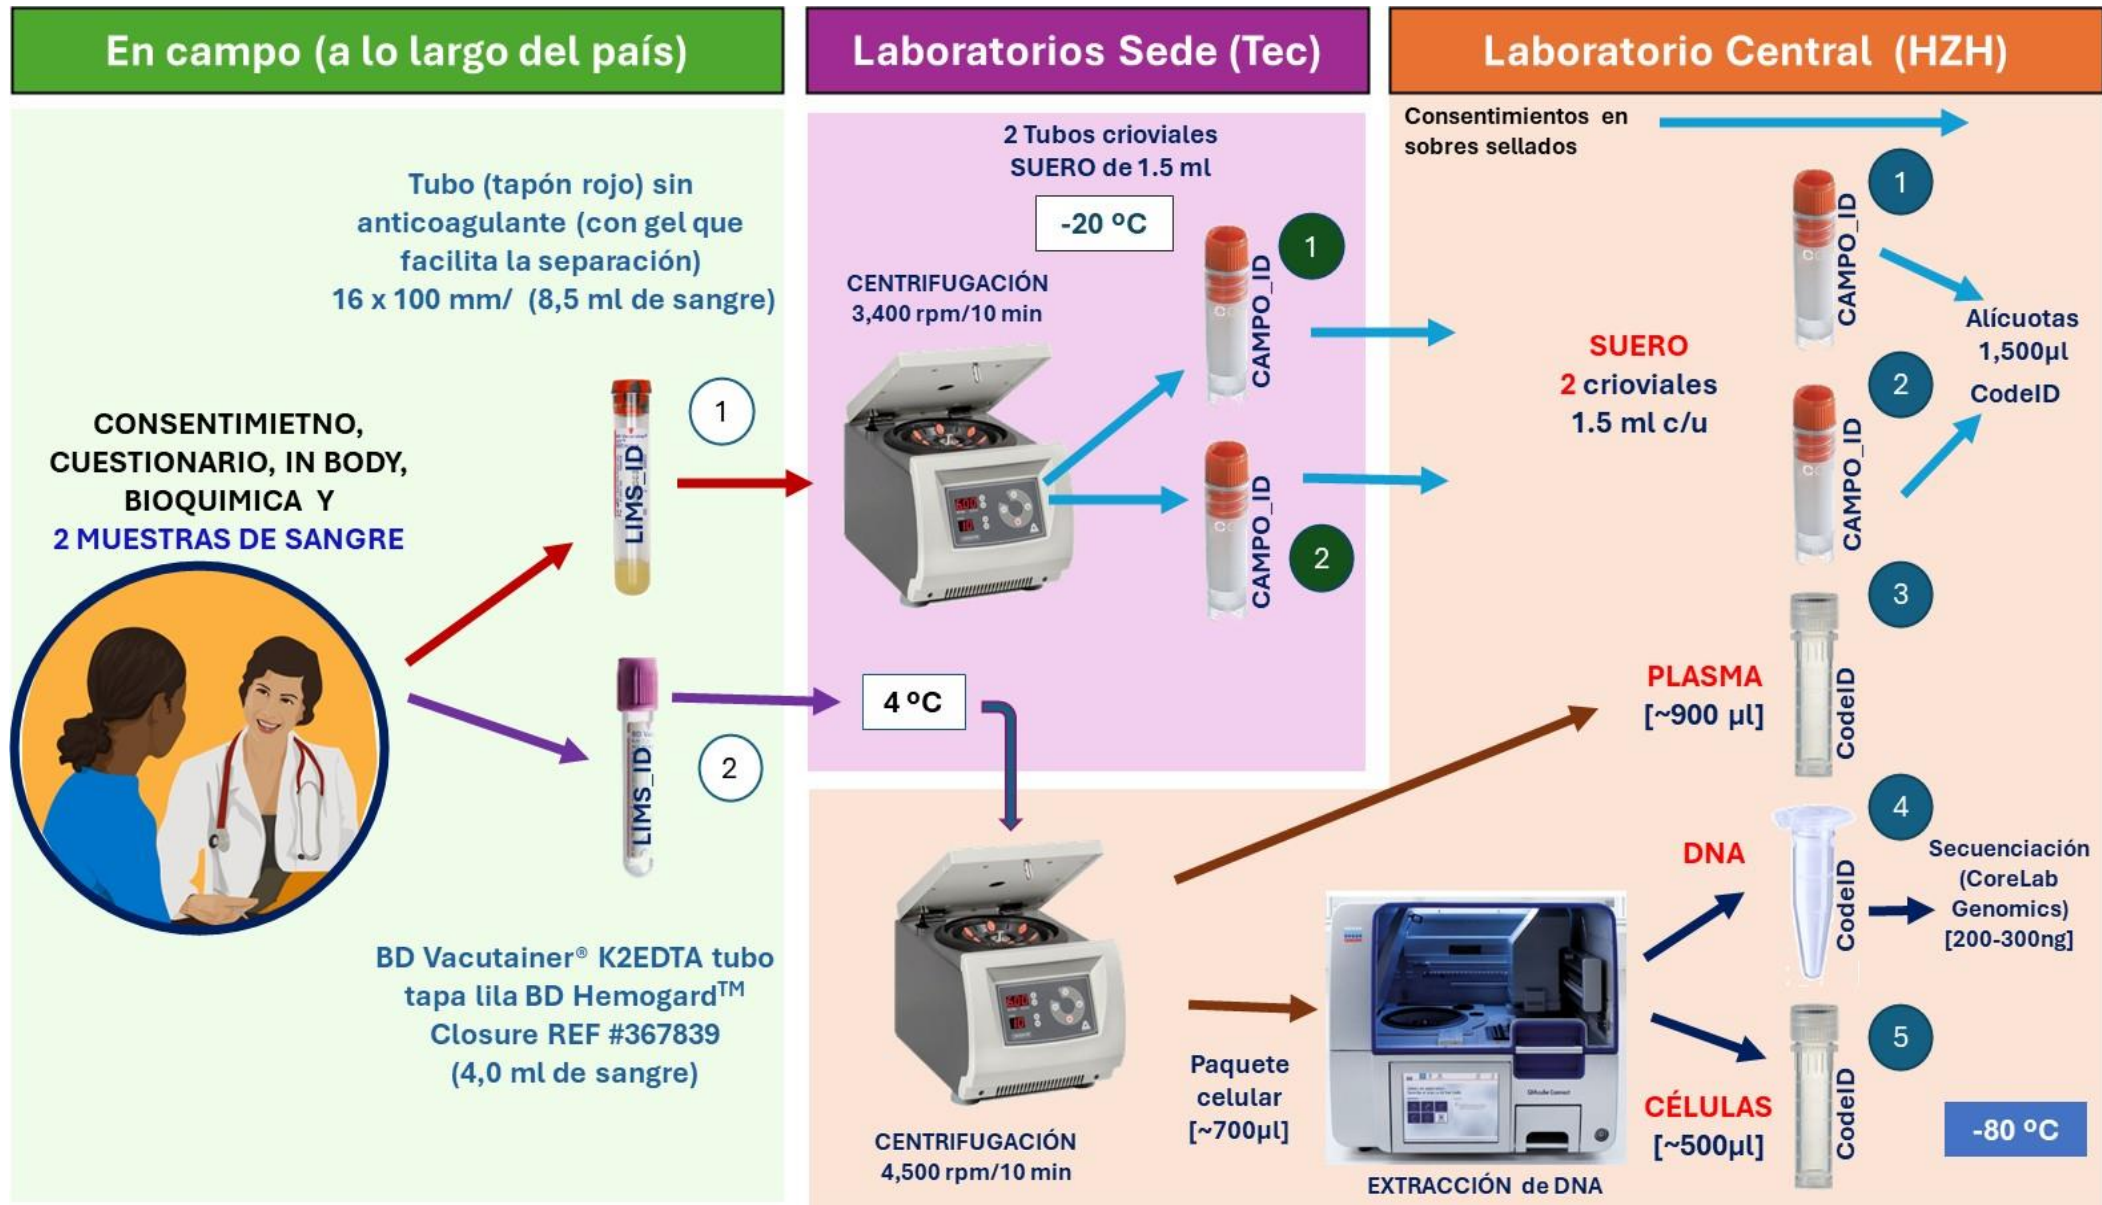 En campo (a lo largo del país)
Laboratorios Sede (Tec)
Laboratorio Central (HZH)
Tubo (tapón rojo) sin
anticoagulante (con gel que
facilita la separación)
16 x 100 mm/ (8,5 ml de sangre)
CONSENTIMIETNO,
CUESTIONARIO, IN BODY,
BIOQUIMICA Y
2 MUESTRAS DE SANGRE
LIMS_ID
1
LIMS_ID
2
BD Vacutainer® K2EDTA tubo
tapa lila BD Hemogard™
Closure REF #367839
(4,0 ml de sangre)
2 Tubos crioviales
SUERO de 1.5 ml
-20 ºC
CENTRIFUGACIÓN
3,400 rpm/10 min
600
10
CAMPO_ID
1
CAMPO_ID
2
4 ºC
600
10
CENTRIFUGACIÓN
4,500 rpm/10 min
Paquete
celular
[~700µl]
QIAcube Connect
EXTRACCIÓN de DNA
Consentimientos en
sobres sellados
SUERO
2 crioviales
1.5 ml c/u
CAMPO_ID
1
CAMPO_ID
2
Alícuotas
1,500µl
CodeID
PLASMA
[~900 µl]
CodeID
3
DNA
CodeID
4
Secuenciación
(CoreLab
Genomics)
[200-300ng]
CÉLULAS
[~500µl]
CodeID
5
-80 ºC